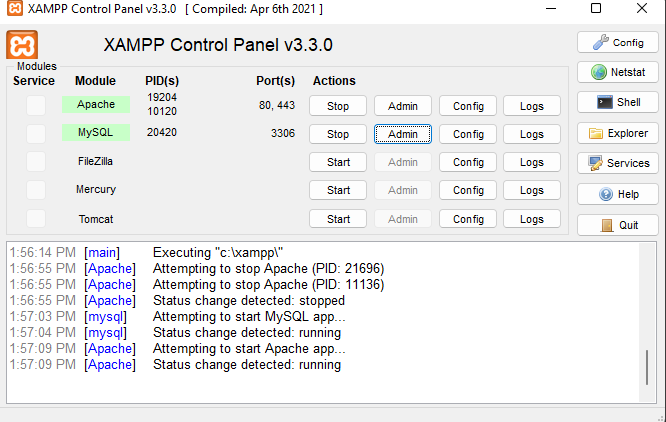 XAMPP Control Panel v3.3.0 [ Compiled: Apr 6th 2021 ]
XAMPP Control Panel v3.3.0
Config
Modules
Service Module PID(s) Port(s) Actions
Netstat
Apache 19204 10120 80, 443 Stop Admin Config Logs
Shell
MySQL 20420 3306 Stop Admin Config Logs
Explorer
FileZilla Start Admin Config Logs
Services
Mercury Start Admin Config Logs
Help
Tomcat Start Admin Config Logs
Quit
1:56:14 PM [main] Executing "c:\xampp\"
1:56:55 PM [Apache] Attempting to stop Apache (PID: 21696)
1:56:55 PM [Apache] Attempting to stop Apache (PID: 11136)
1:56:55 PM [Apache] Status change detected: stopped
1:57:03 PM [mysql] Attempting to start MySQL app...
1:57:04 PM [mysql] Status change detected: running
1:57:09 PM [Apache] Attempting to start Apache app...
1:57:09 PM [Apache] Status change detected: running